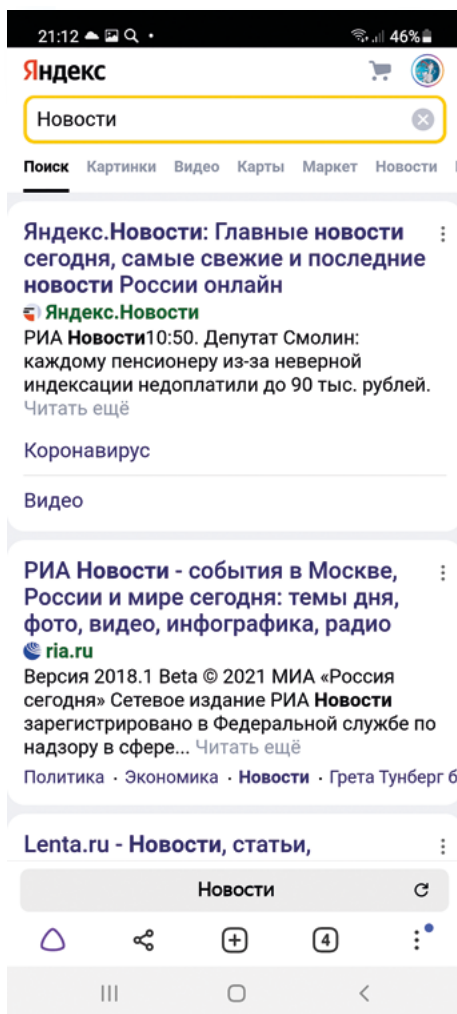 21:12 46%
Яндекс
Новости
Поиск Картинки Видео Карты Маркет Новости
Яндекс.Новости: Главные новости
сегодня, самые свежие и последние
новости России онлайн
Яндекс.Новости
РИА Новости10:50. Депутат Смолин:
каждому пенсионеру из-за неверной
индексации недоплатили до 90 тыс. рублей.
Читать ещё
Коронавирус
Видео
РИА Новости - события в Москве,
России и мире сегодня: темы дня,
фото, видео, инфографика, радио
ria.ru
Версия 2018.1 Beta © 2021 МИА «Россия
сегодня» Сетевое издание РИА Новости
зарегистрировано в Федеральной службе по
надзору в сфере... Читать ещё
Политика · Экономика · Новости · Грета Тунберг б
Lenta.ru - Новости, статьи,
Новости
4